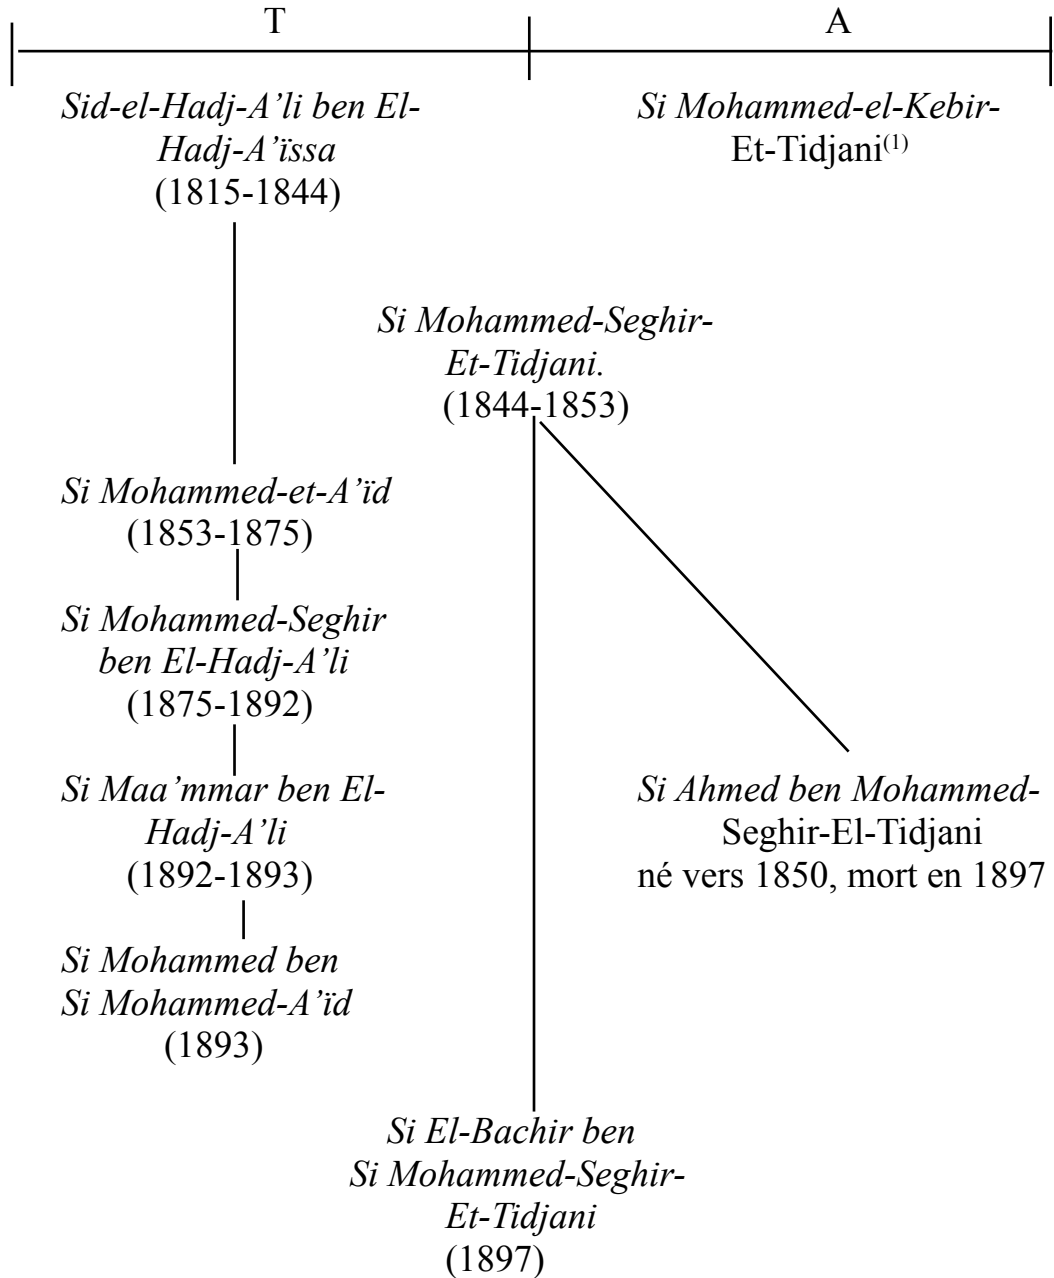 T
A
Sid-el-Hadj-A’li ben El-
Hadj-A’ïssa
(1815-1844)
Si Mohammed-el-Kebir-
Et-Tidjani(1)
Si Mohammed-Seghir-
Et-Tidjani.
(1844-1853)
Si Mohammed-et-A’ïd
(1853-1875)
Si Mohammed-Seghir
ben El-Hadj-A’li
(1875-1892)
Si Maa’mmar ben El-
Hadj-A’li
(1892-1893)
Si Ahmed ben Mohammed-
Seghir-El-Tidjani
né vers 1850, mort en 1897
Si Mohammed ben
Si Mohammed-A’ïd
(1893)
Si El-Bachir ben
Si Mohammed-Seghir-
Et-Tidjani
(1897)